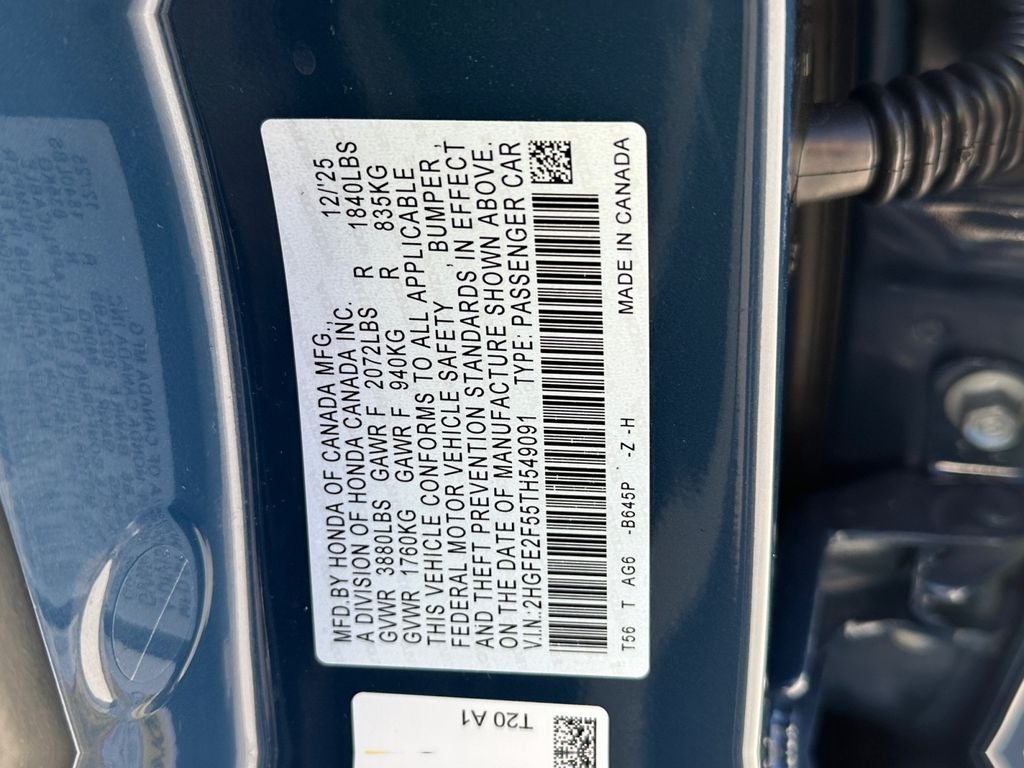 MFD.BY HONDA OF CANADA MFG., 12/'25
A DIVISION OF HONDA CANADA INC.
GVWR 3880LBS GAWR F 2072LBS R 1840LBS
GVWR 1760KG GAWR F 940KG R 835KG
THIS VEHICLE CONFORMS TO ALL APPLICABLE
FEDERAL MOTOR VEHICLE SAFETY, BUMPER,
AND THEFT PREVENTION STANDARDS, IN EFFECT
ON THE DATE OF MANUFACTURE SHOWN ABOVE.
V.I.N.:2HGFE2F55TH549091 TYPE: PASSENGER CAR
T56 T AG6 -B645P -Z -H MADE IN CANADA
T20 A1